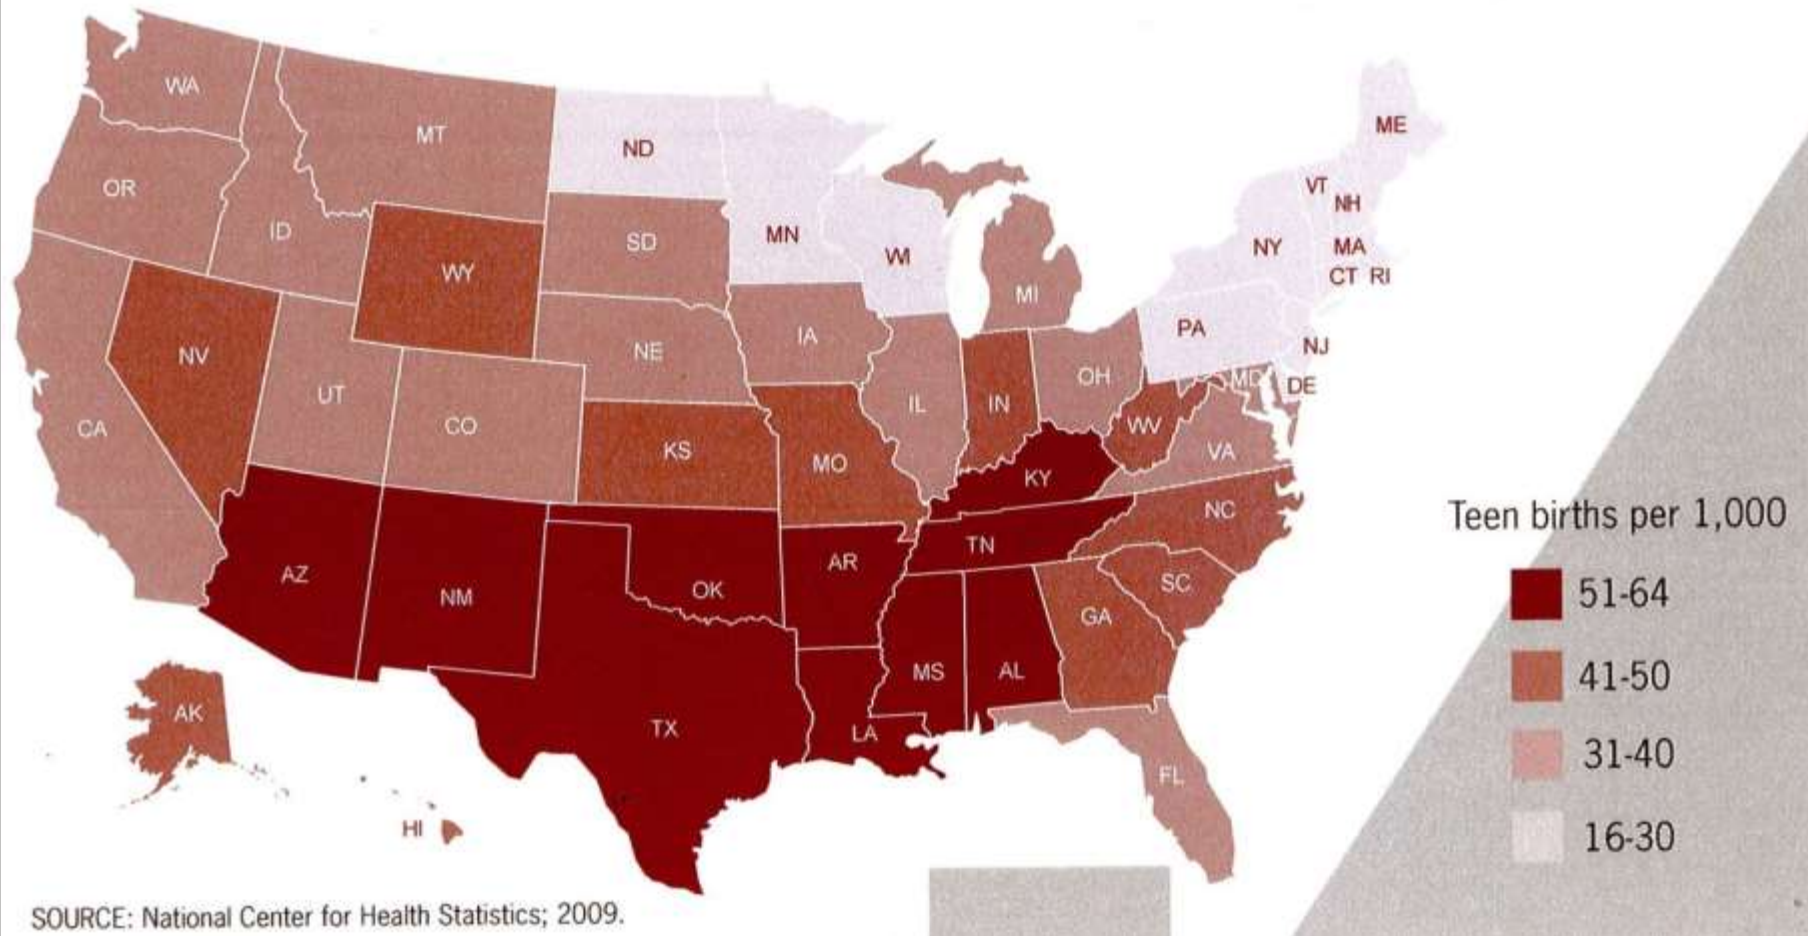 WA
MT
ND
ME
OR
VT
NH
ID
SD
MN
WI
NY
MA
WY
CT RI
MI
PA
IA
NV
NE
NJ
UT
OH
MD
DE
CA
CO
IL
IN
WV
KS
MO
VA
KY
NC
Teen births per 1,000
TN
AZ
AR
SC
51-64
NM
OK
GA
MS
AL
41-50
AK
TX
LA
31-40
FL
HI
16-30
SOURCE: National Center for Health Statistics; 2009.